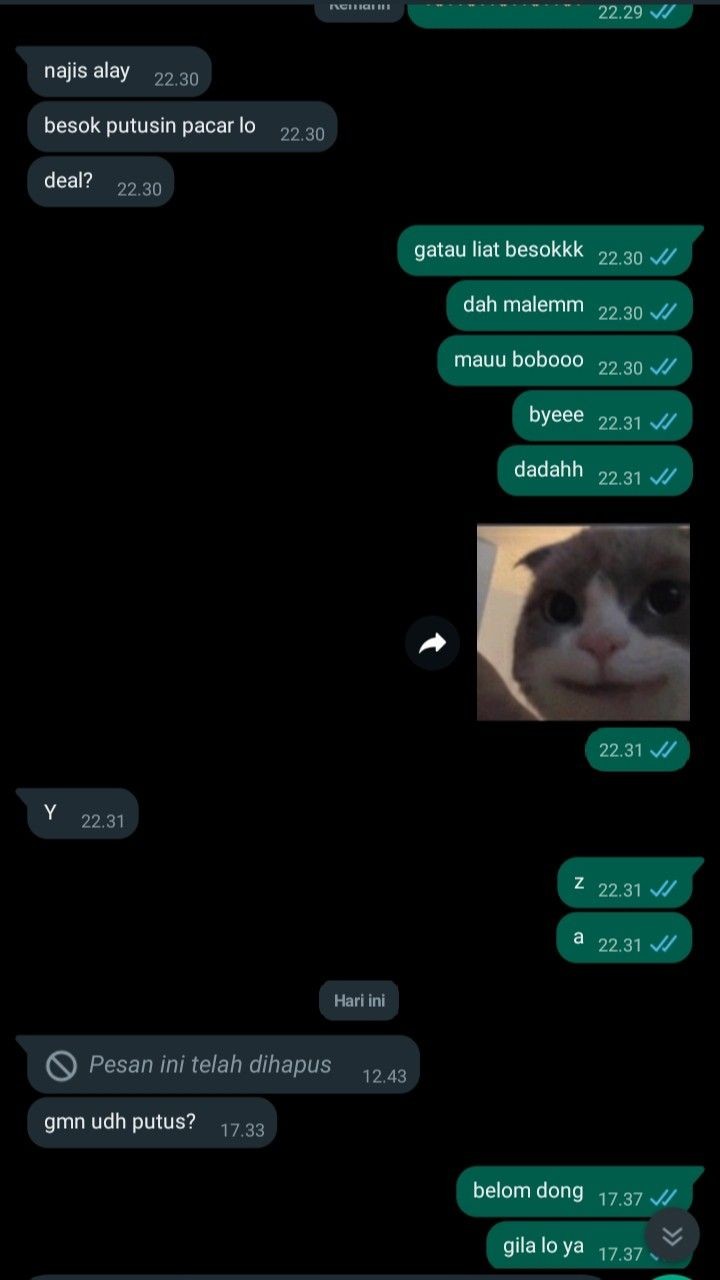 Kemarin
22.29
najis alay 22.30
besok putusin pacar lo 22.30
deal? 22.30
gatau liat besokkk 22.30
dah malemm 22.30
mauu bobooo 22.30
byeee 22.31
dadahh 22.31
22.31
Y 22.31
z 22.31
a 22.31
Hari ini
Pesan ini telah dihapus 12.43
gmn udh putus? 17.33
belom dong 17.37
gila lo ya 17.37